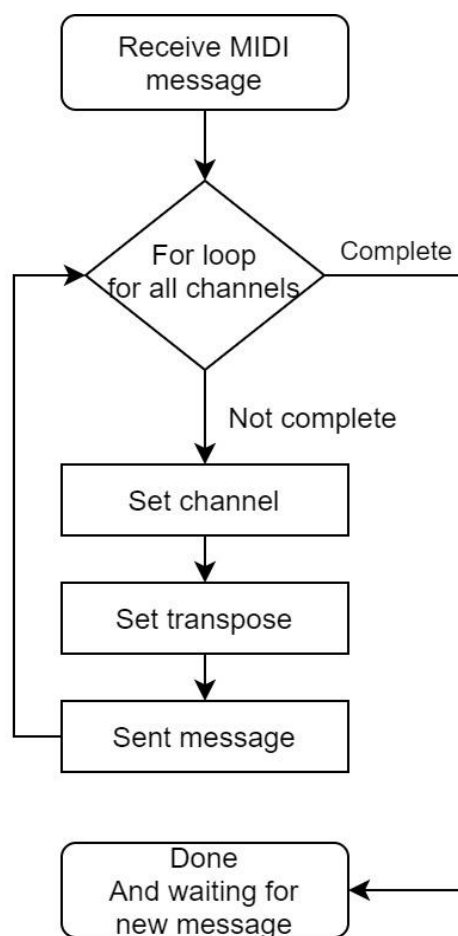 Receive MIDI
message
For loop
for all channels
Complete
Not complete
Set channel
Set transpose
Sent message
Done
And waiting for
new message